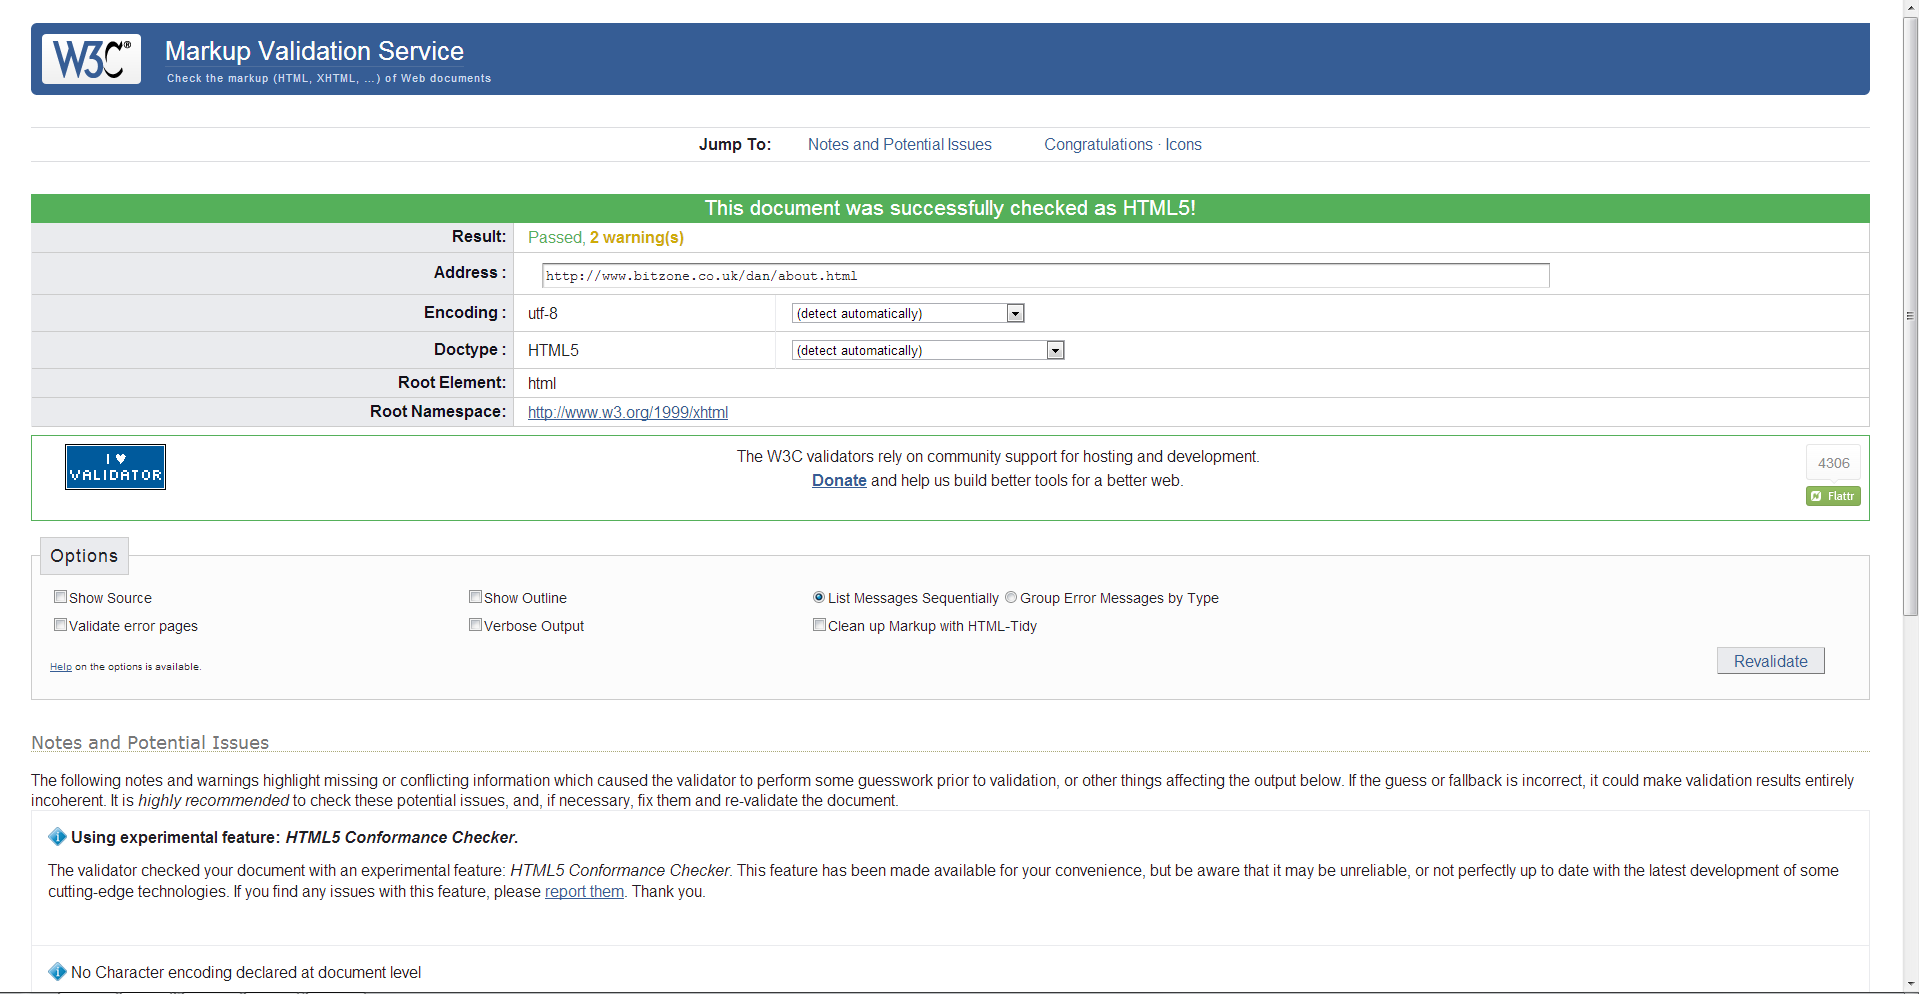 W3C®
Markup Validation Service
Check the markup (HTML, XHTML, ...) of Web documents
Jump To: Notes and Potential Issues Congratulations · Icons
This document was successfully checked as HTML5!
Result: Passed, 2 warning(s)
Address : http://www.bitzone.co.uk/dan/about.html
Encoding : utf-8 (detect automatically)
Doctype : HTML5 (detect automatically)
Root Element: html
Root Namespace: http://www.w3.org/1999/xhtml
I ♥
VALIDATOR
The W3C validators rely on community support for hosting and development.
Donate and help us build better tools for a better web.
4306
Flattr
Options
Show Source Show Outline List Messages Sequentially Group Error Messages by Type
Validate error pages Verbose Output Clean up Markup with HTML-Tidy
Help on the options is available.
Revalidate
Notes and Potential Issues
The following notes and warnings highlight missing or conflicting information which caused the validator to perform some guesswork prior to validation, or other things affecting the output below. If the guess or fallback is incorrect, it could make validation results entirely
incoherent. It is highly recommended to check these potential issues, and, if necessary, fix them and re-validate the document.
Using experimental feature: HTML5 Conformance Checker.
The validator checked your document with an experimental feature: HTML5 Conformance Checker. This feature has been made available for your convenience, but be aware that it may be unreliable, or not perfectly up to date with the latest development of some
cutting-edge technologies. If you find any issues with this feature, please report them. Thank you.
No Character encoding declared at document level